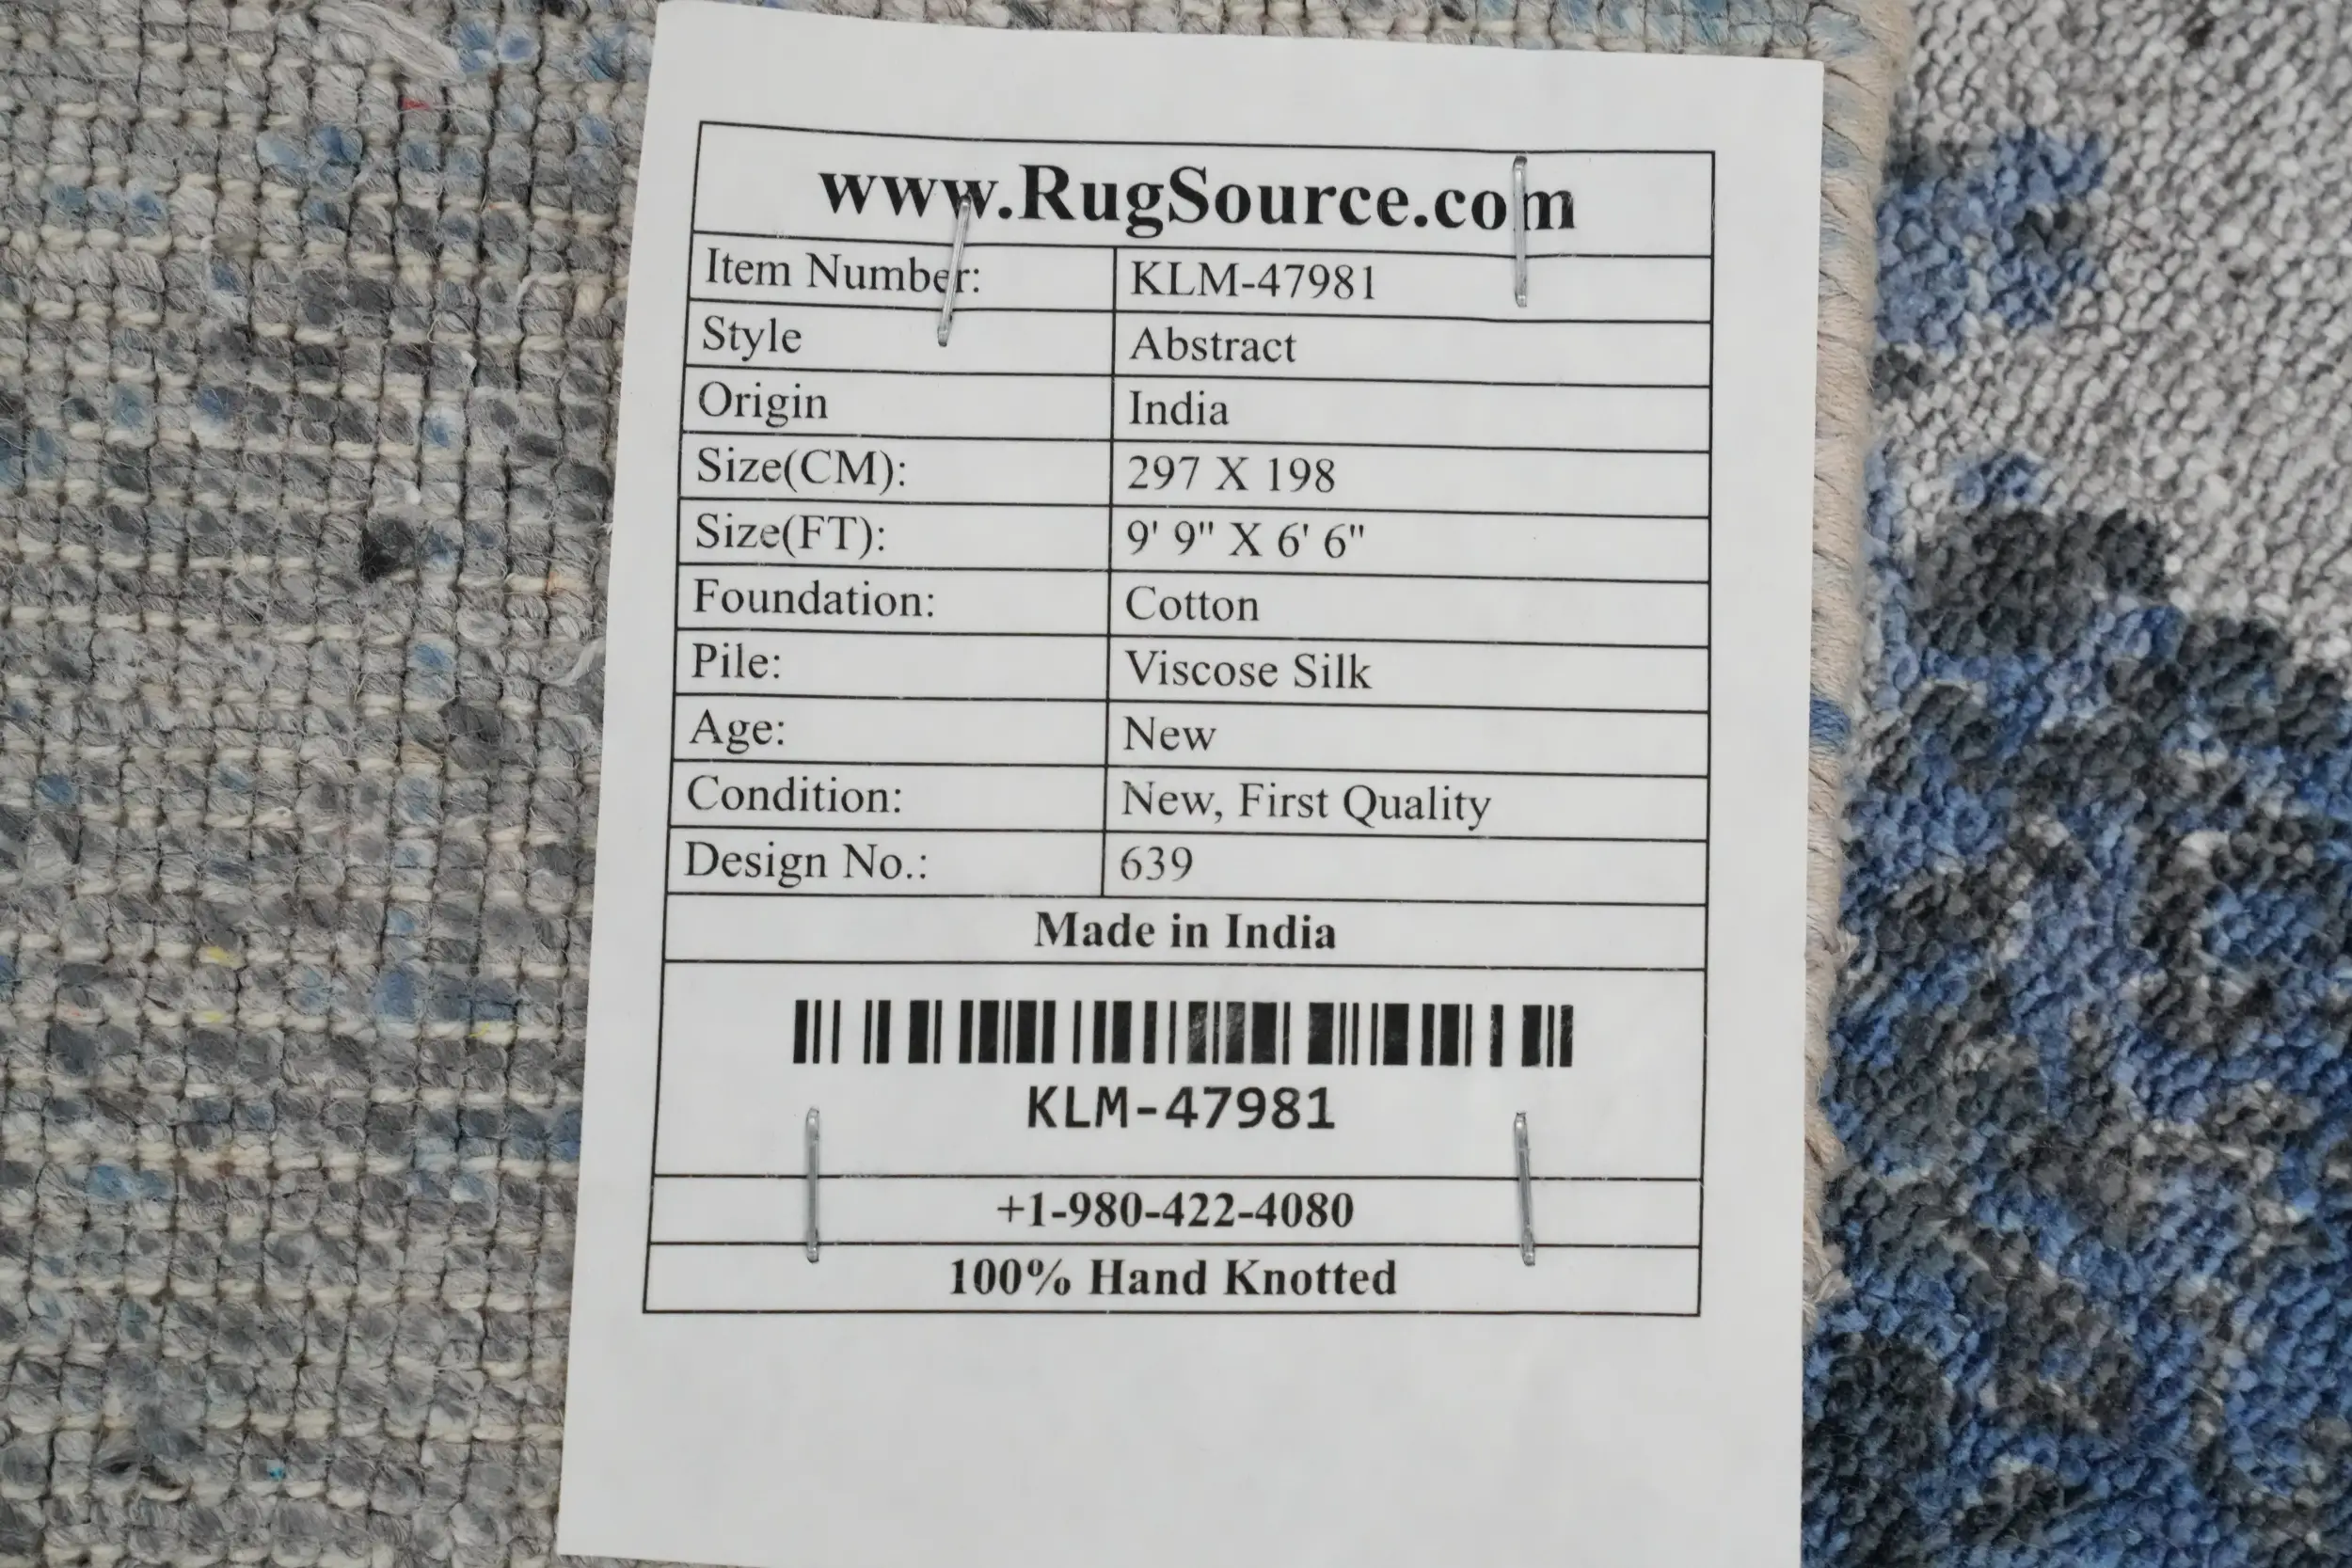 www.RugSource.com
Item Number: KLM-47981
Style Abstract
Origin India
Size(CM): 297 X 198
Size(FT): 9' 9" X 6' 6"
Foundation: Cotton
Pile: Viscose Silk
Age: New
Condition: New, First Quality
Design No.: 639
Made in India
KLM-47981
+1-980-422-4080
100% Hand Knotted